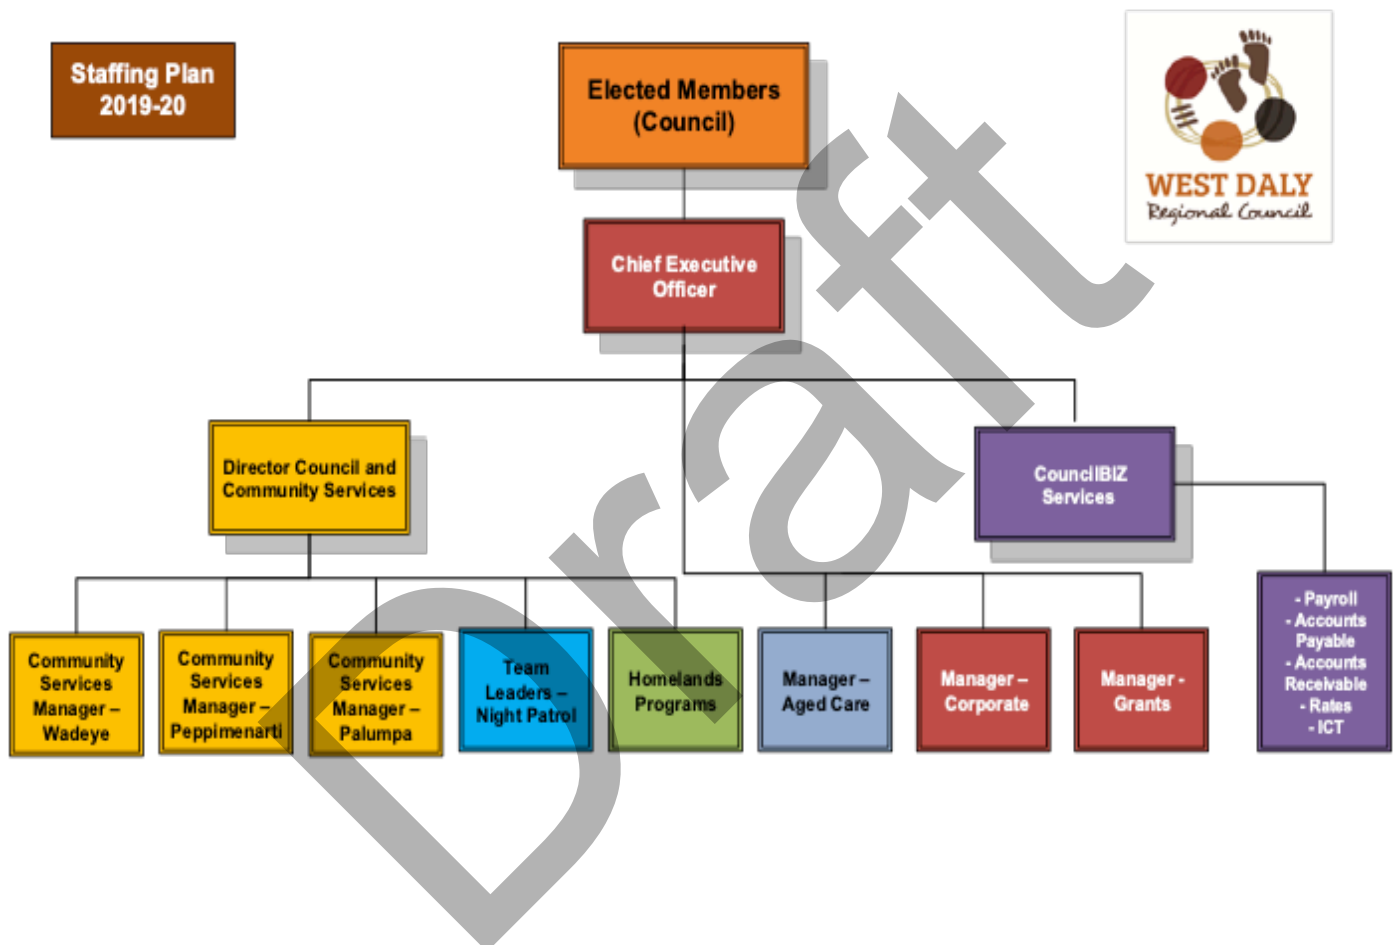 Staffing Plan
2019-20
Elected Members
(Council)
WEST DALY
Regional Council
Chief Executive
Officer
Director Council and
Community Services
CouncilBIZ
Services
Community
Services
Manager –
Wadeye
Community
Services
Manager –
Peppimenarti
Community
Services
Manager –
Palumpa
Team
Leaders –
Night Patrol
Homelands
Programs
Manager –
Aged Care
Manager –
Corporate
Manager -
Grants
- Payroll
- Accounts
Payable
- Accounts
Receivable
- Rates
- ICT
Draft